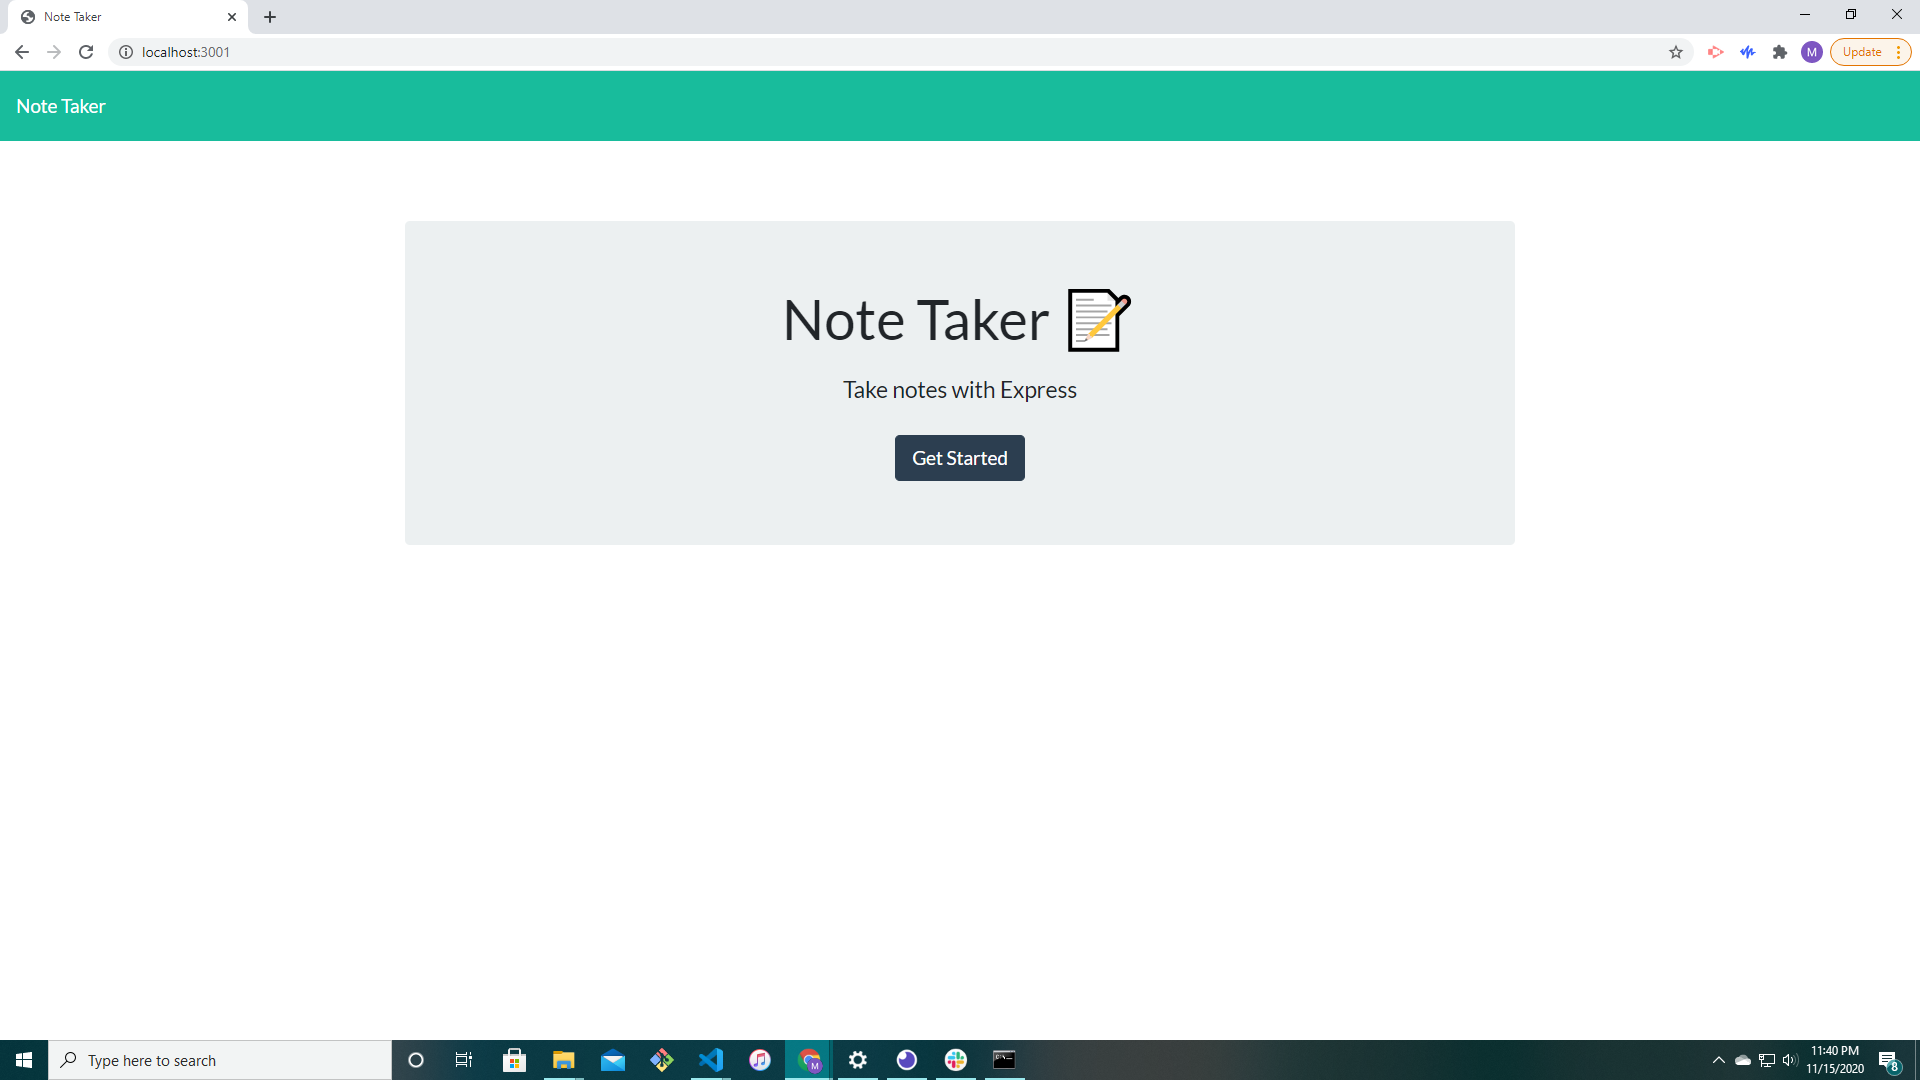 Note Taker
localhost:3001
M
Update
Note Taker
Note Taker
Take notes with Express
Get Started
Type here to search
M
11:40 PM
11/15/2020
8